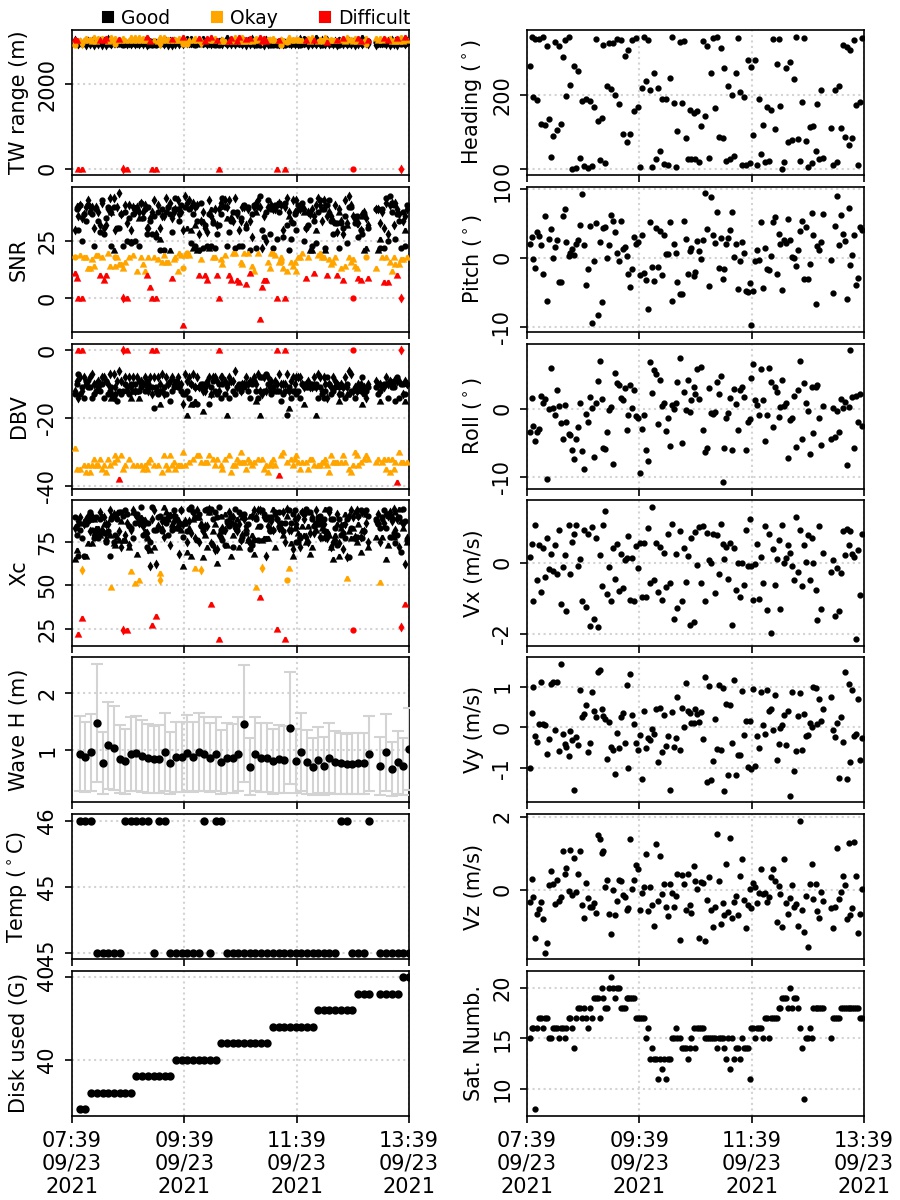 Good Okay Difficult
TW range (m)
2000
0
Heading (°)
200
0
SNR
25
0
Pitch (°)
10
0
-10
DBV
0
-20
-40
Roll (°)
0
-10
Xc
75
50
25
Vx (m/s)
0
-2
Wave H (m)
2
1
Vy (m/s)
1
0
-1
Temp (°C)
46
45
45
Vz (m/s)
2
0
Disk used (G)
40
40
Sat. Numb.
20
15
10
07:39 09:39 11:39 13:39 07:39 09:39 11:39 13:39
09/23 09/23 09/23 09/23 09/23 09/23 09/23 09/23
2021 2021 2021 2021 2021 2021 2021 2021